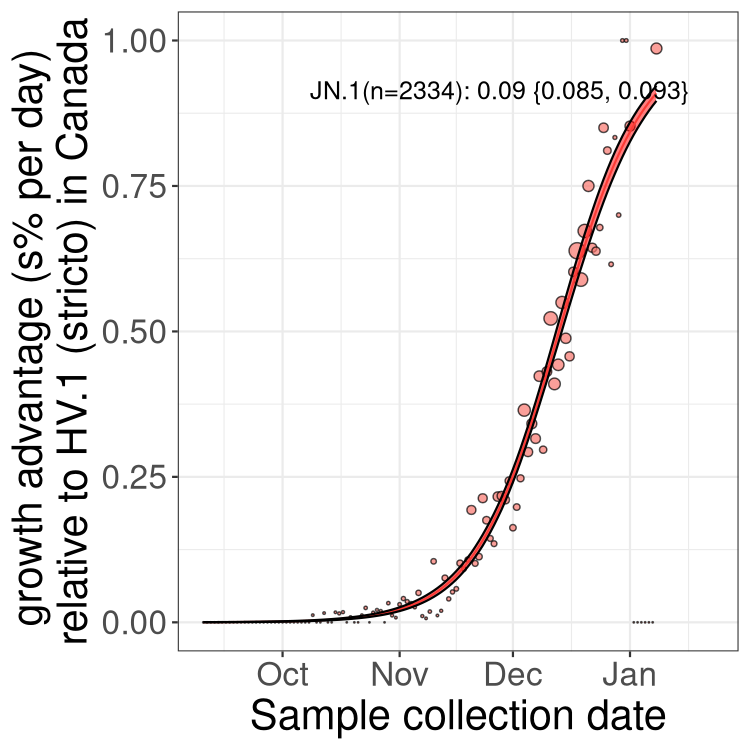 growth advantage (s% per day)
relative to HV.1 (stricto) in Canada
1.00
0.75
0.50
0.25
0.00
JN.1(n=2334): 0.09 {0.085, 0.093}
Oct
Nov
Dec
Jan
Sample collection date